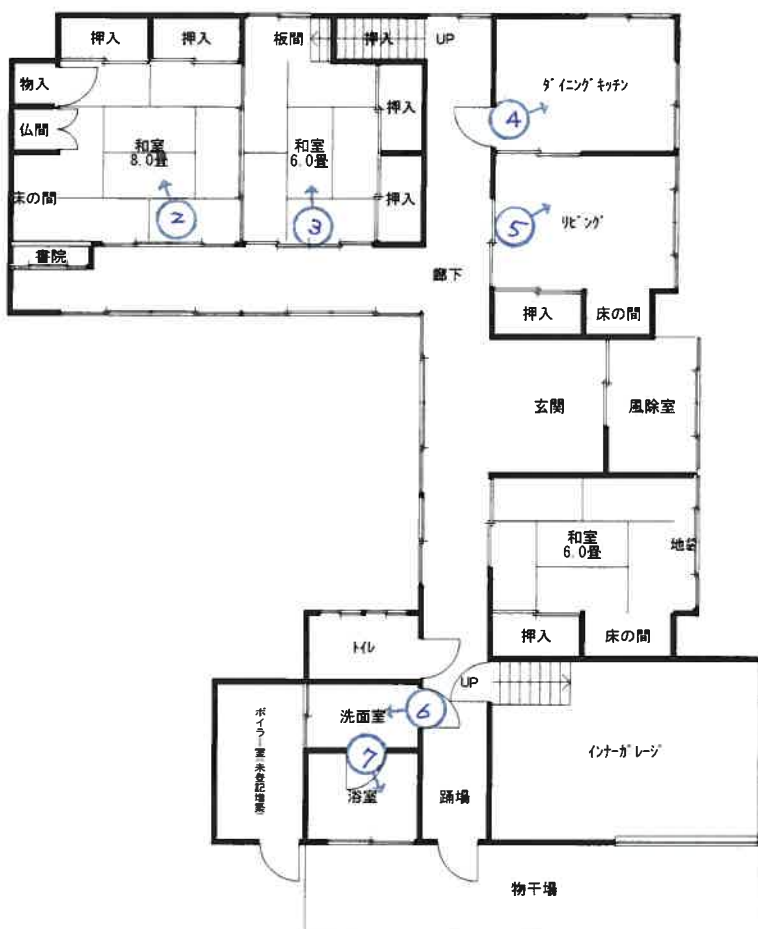 押入
押入
板間
押入
UP
物入
ダイニングキッチン
④
仏間
和室
8.0畳
和室
6.0畳
押入
押入
床の間
②
③
⑤
リビング
書院
廊下
押入
床の間
玄関
風除室
和室
6.0畳
押入
床の間
トイレ
UP
洗面室
⑥
ボイラー室(未登記増築)
⑦
インナーガレージ
浴室
踊場
物干場